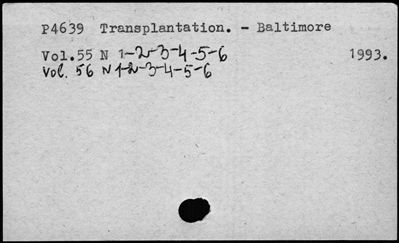 P4639 Transplantation. - Baltimore
Vol.55 N 1-2-3-4-5-6 1993.
Vol. 56 N 1-2-3-4-5-6